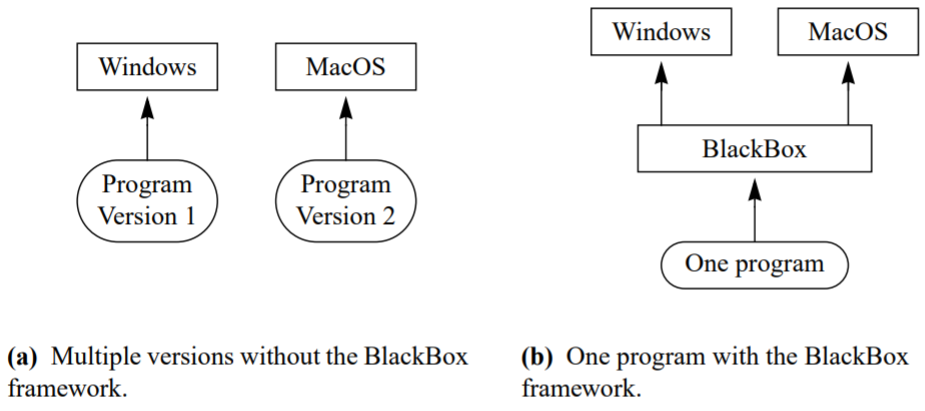 Windows
MacOS
Program
Version 1
Program
Version 2
(a) Multiple versions without the BlackBox
framework.
Windows
MacOS
BlackBox
One program
(b) One program with the BlackBox
framework.